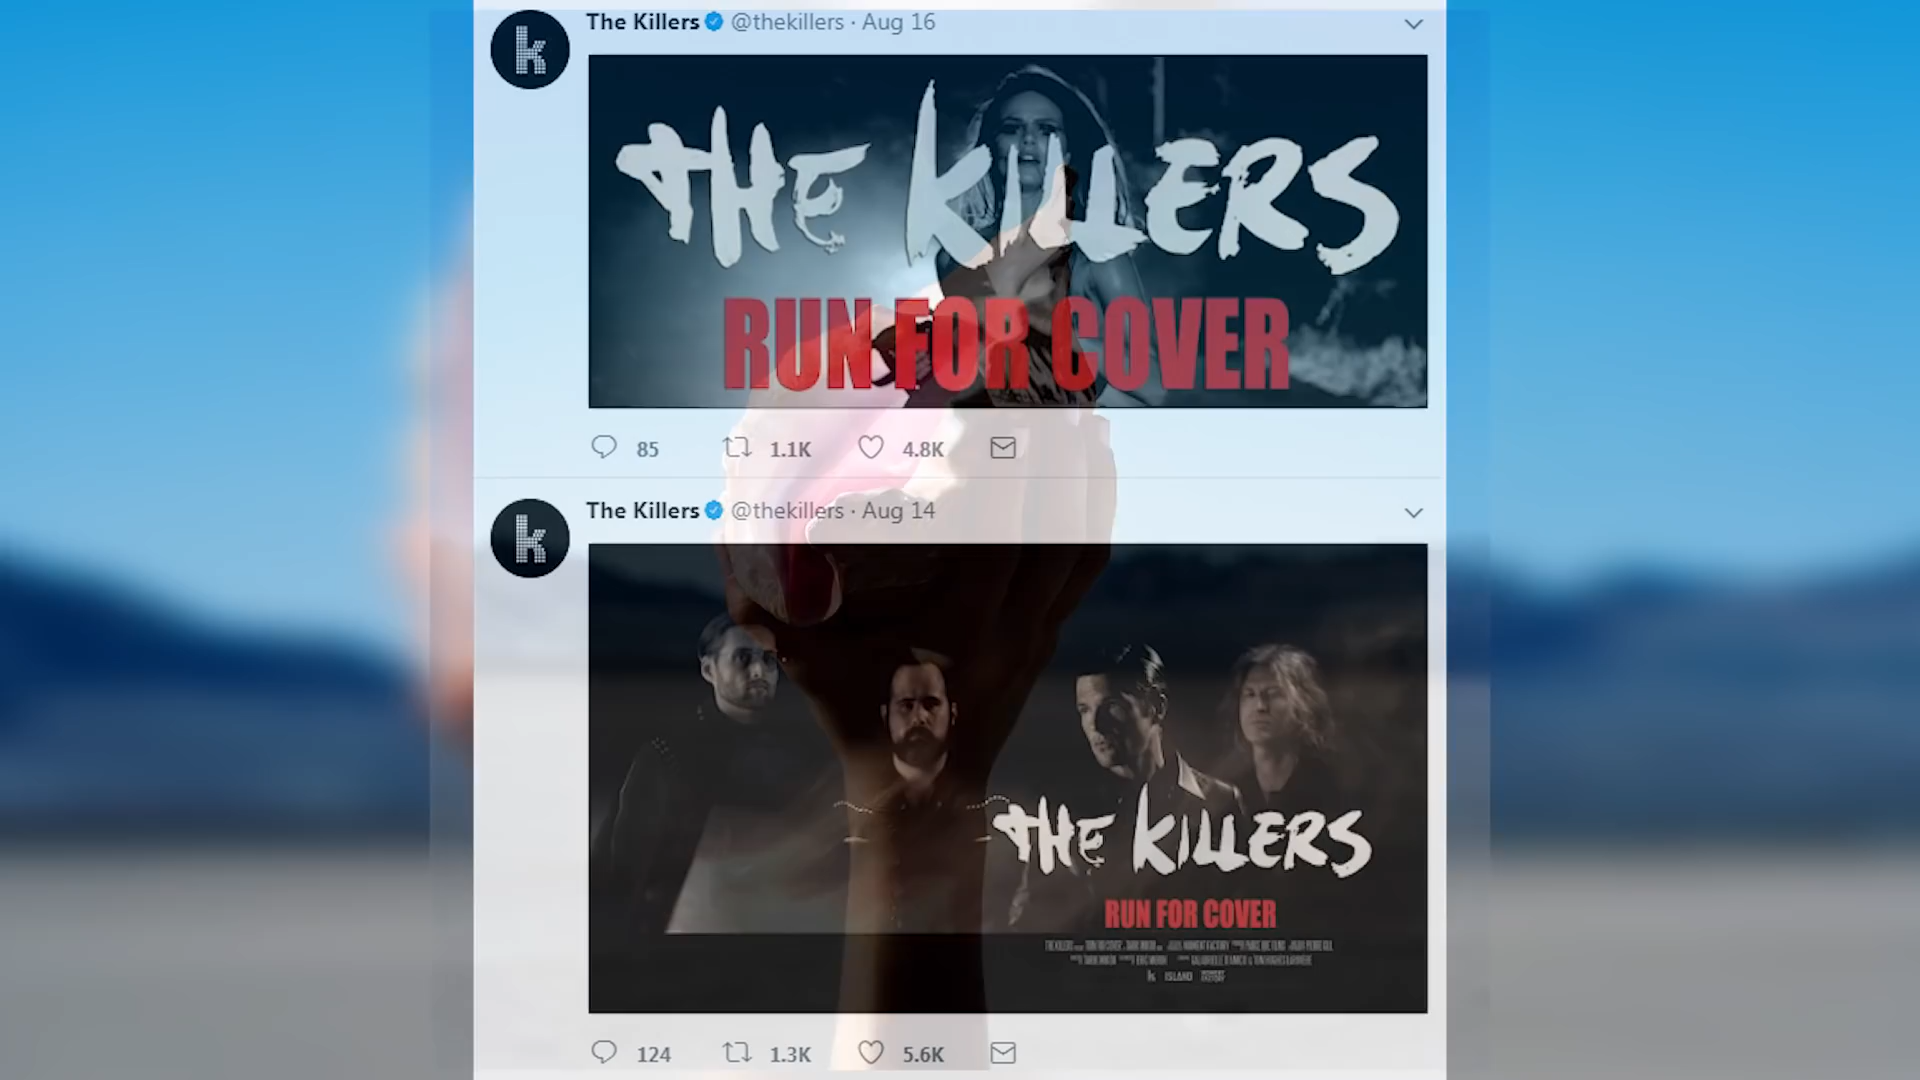 The Killers @thekillers · Aug 16
THE KILLERS
RUN FOR COVER
85 1.1K 4.8K
The Killers @thekillers · Aug 14
THE KILLERS
RUN FOR COVER
k ISLAND
124 1.3K 5.6K